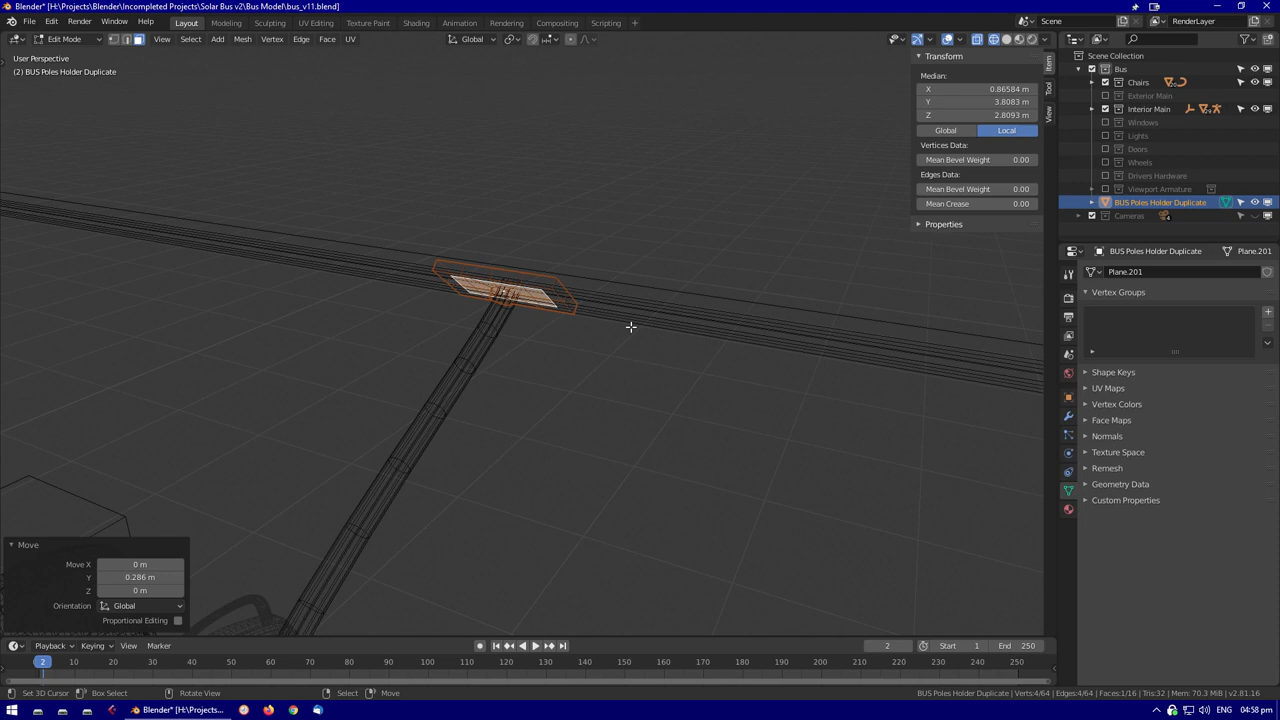 Blender* [H:\Projects\Blender\Incompleted Projects\Solar Bus v2\Bus Model\bus_v11.blend]
File Edit Render Window Help Layout Modeling Sculpting UV Editing Texture Paint Shading Animation Rendering Compositing Scripting + Scene RenderLayer
Edit Mode View Select Add Mesh Vertex Edge Face UV Global
User Perspective
(2) BUS Poles Holder Duplicate
Transform
Median:
X 0.86584 m
Y 3.8083 m
Z 2.8093 m
Global Local
Vertices Data:
Mean Bevel Weight 0.00
Edges Data:
Mean Bevel Weight 0.00
Mean Crease 0.00
Properties
Item
Tool
View
Scene Collection
Bus
Chairs
Exterior Main
Interior Main
Windows
Lights
Doors
Wheels
Drivers Hardware
Viewport Armature
BUS Poles Holder Duplicate
Cameras 4
BUS Poles Holder Duplicate Plane.201
Plane.201
Vertex Groups
Shape Keys
UV Maps
Vertex Colors
Face Maps
Normals
Texture Space
Remesh
Geometry Data
Custom Properties
Move
Move X 0 m
Y 0.286 m
Z 0 m
Orientation Global
Proportional Editing
Playback Keying View Marker 2 Start 1 End 250
2 10 20 30 40 50 60 70 80 90 100 110 120 130 140 150 160 170 180 190 200 210 220 230 240 250
Set 3D Cursor Box Select Rotate View Select Move BUS Poles Holder Duplicate | Verts:4/64 | Edges:4/64 | Faces:1/16 | Tris:32 | Mem: 70.3 MiB | v2.81.16
Blender* [H:\Projects... ENG 04:58 pm